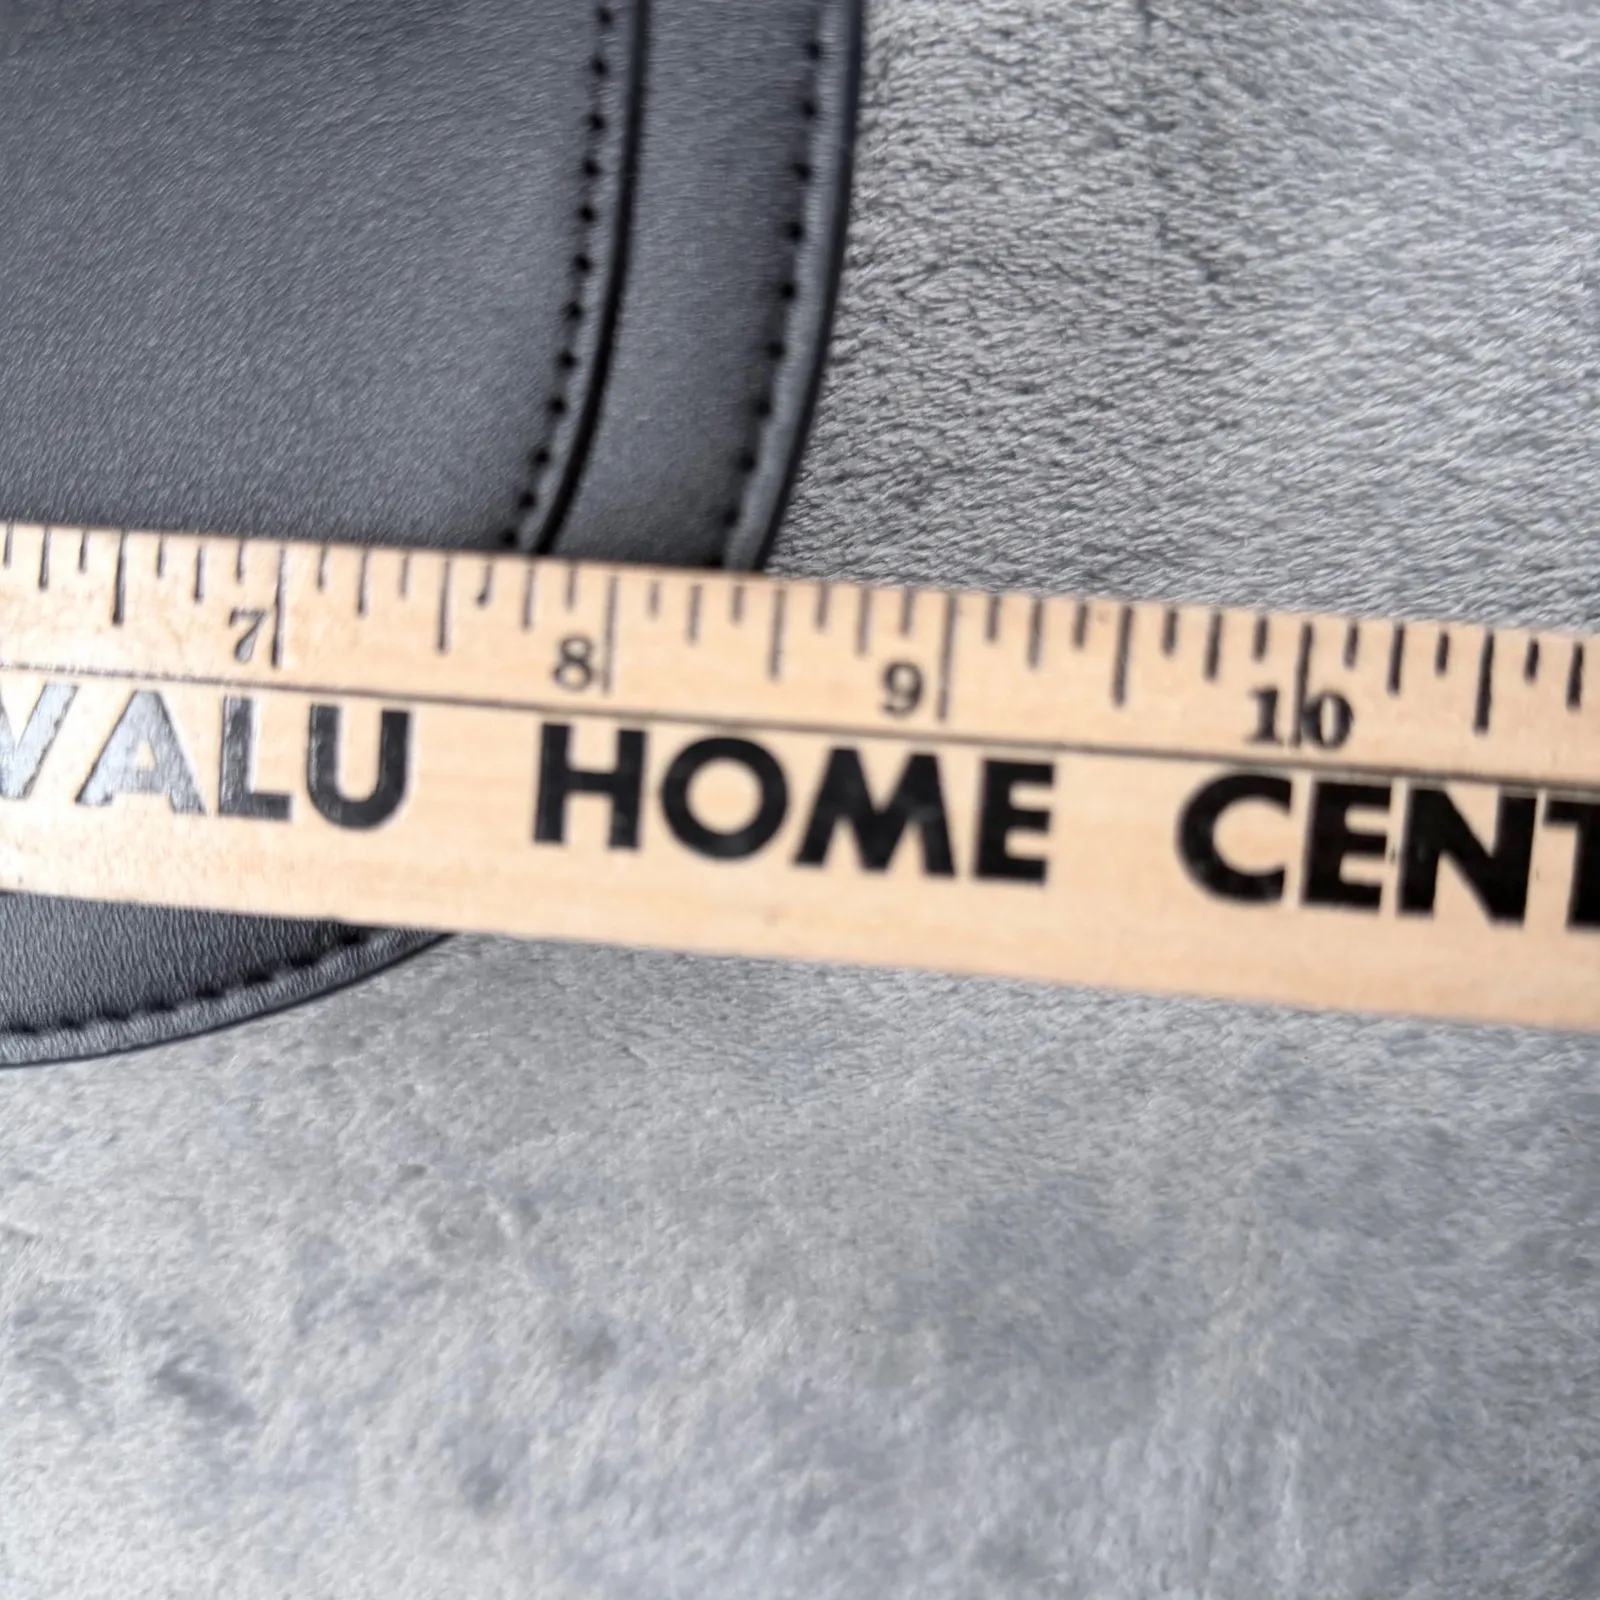 7 8 9 10
VALU HOME CENT